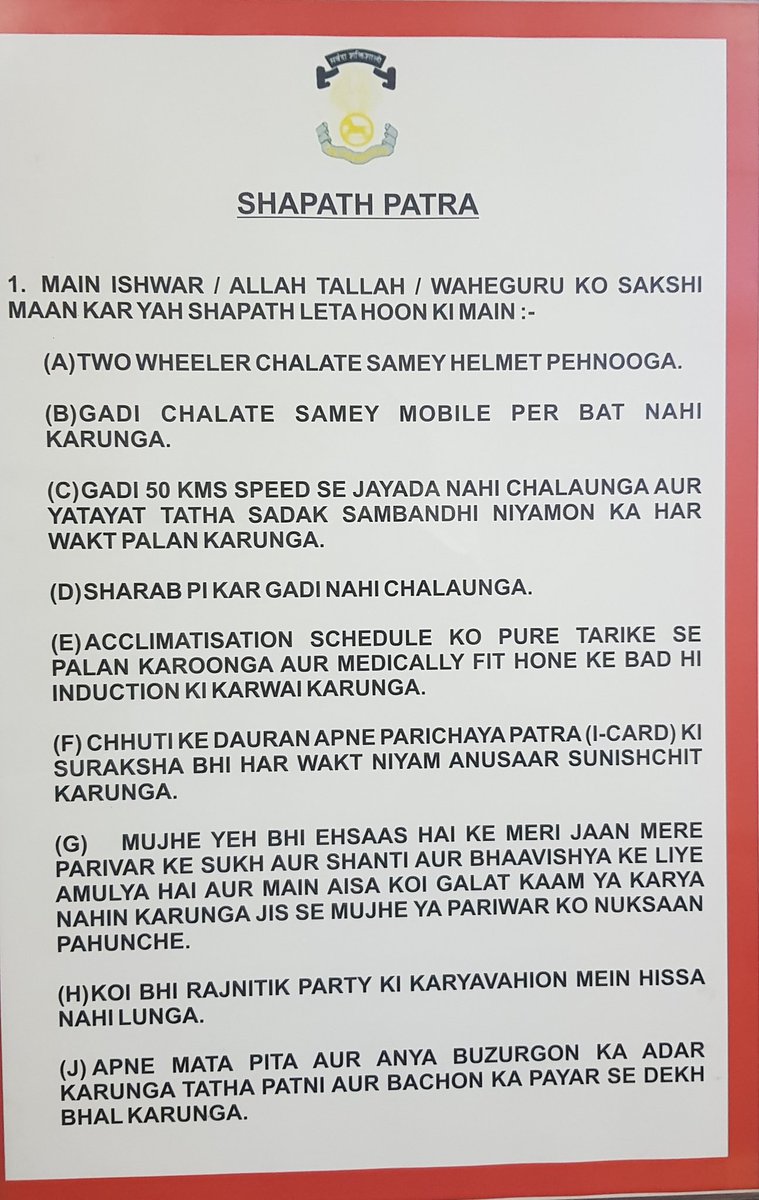 सर्वदा शक्तिशाली
SHAPATH PATRA
1. MAIN ISHWAR / ALLAH TALLAH / WAHEGURU KO SAKSHI
MAAN KAR YAH SHAPATH LETA HOON KI MAIN :-
(A)TWO WHEELER CHALATE SAMEY HELMET PEHNOOGA.
(B)GADI CHALATE SAMEY MOBILE PER BAT NAHI
KARUNGA.
(C)GADI 50 KMS SPEED SE JAYADA NAHI CHALAUNGA AUR
YATAYAT TATHA SADAK SAMBANDHI NIYAMON KA HAR
WAKT PALAN KARUNGA.
(D)SHARAB PI KAR GADI NAHI CHALAUNGA.
(E)ACCLIMATISATION SCHEDULE KO PURE TARIKE SE
PALAN KAROONGA AUR MEDICALLY FIT HONE KE BAD HI
INDUCTION KI KARWAI KARUNGA.
(F) CHHUTI KE DAURAN APNE PARICHAYA PATRA (I-CARD) KI
SURAKSHA BHI HAR WAKT NIYAM ANUSAAR SUNISHCHIT
KARUNGA.
(G) MUJHE YEH BHI EHSAAS HAI KE MERI JAAN MERE
PARIVAR KE SUKH AUR SHANTI AUR BHAAVISHYA KE LIYE
AMULYA HAI AUR MAIN AISA KOI GALAT KAAM YA KARYA
NAHIN KARUNGA JIS SE MUJHE YA PARIWAR KO NUKSAAN
PAHUNCHE.
(H)KOI BHI RAJNITIK PARTY KI KARYAVAHION MEIN HISSA
NAHI LUNGA.
(J) APNE MATA PITA AUR ANYA BUZURGON KA ADAR
KARUNGA TATHA PATNI AUR BACHON KA PAYAR SE DEKH
BHAL KARUNGA.